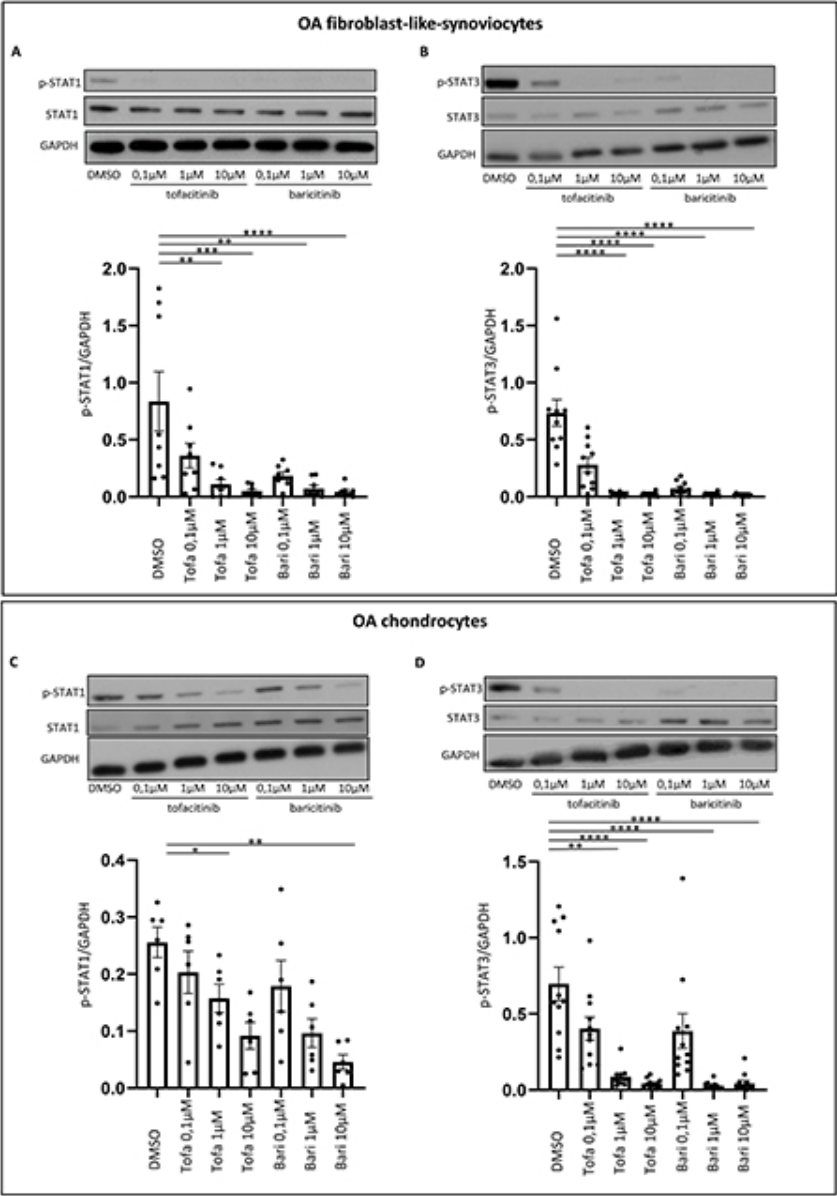 OA fibroblast-like-synoviocytes
A
p-STAT1
STAT1
GAPDH
DMSO 0,1µM 1µM 10µM 0,1µM 1µM 10µM
tofacitinib baricitinib
****
**
***
**
p-STAT1/GAPDH
2.0
1.5
1.0
0.5
0.0
DMSO
Tofa 0,1µM
Tofa 1µM
Tofa 10µM
Bari 0,1µM
Bari 1µM
Bari 10µM
B
p-STAT3
STAT3
GAPDH
DMSO 0,1µM 1µM 10µM 0,1µM 1µM 10µM
tofacitinib baricitinib
****
****
****
****
p-STAT3/GAPDH
2.0
1.5
1.0
0.5
0.0
DMSO
Tofa 0,1µM
Tofa 1µM
Tofa 10µM
Bari 0,1µM
Bari 1µM
Bari 10µM
OA chondrocytes
C
p-STAT1
STAT1
GAPDH
DMSO 0,1µM 1µM 10µM 0,1µM 1µM 10µM
tofacitinib baricitinib
**
*
p-STAT1/GAPDH
0.4
0.3
0.2
0.1
0.0
DMSO
Tofa 0,1µM
Tofa 1µM
Tofa 10µM
Bari 0,1µM
Bari 1µM
Bari 10µM
D
p-STAT3
STAT3
GAPDH
DMSO 0,1µM 1µM 10µM 0,1µM 1µM 10µM
tofacitinib baricitinib
****
****
****
**
p-STAT3/GAPDH
1.5
1.0
0.5
0.0
DMSO
Tofa 0,1µM
Tofa 1µM
Tofa 10µM
Bari 0,1µM
Bari 1µM
Bari 10µM